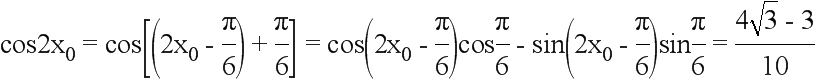 cos2x₀ = cos[(2x₀ - π/6) + π/6] = cos(2x₀ - π/6)cos π/6 - sin(2x₀ - π/6)sin π/6 = (4√3 - 3)/10